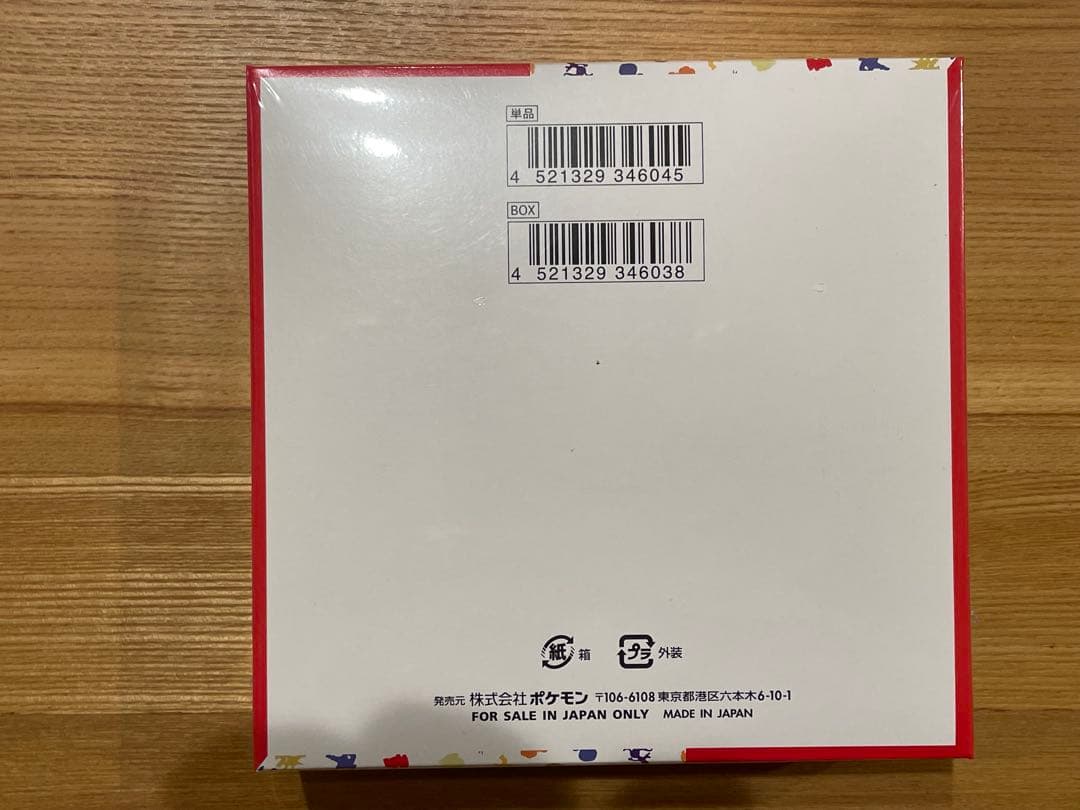 単品
4 521329 346045
BOX
4 521329 346038
紙 箱 プラ 外装
発売元 株式会社 ポケモン 〒106-6108 東京都港区六本木6-10-1
FOR SALE IN JAPAN ONLY MADE IN JAPAN